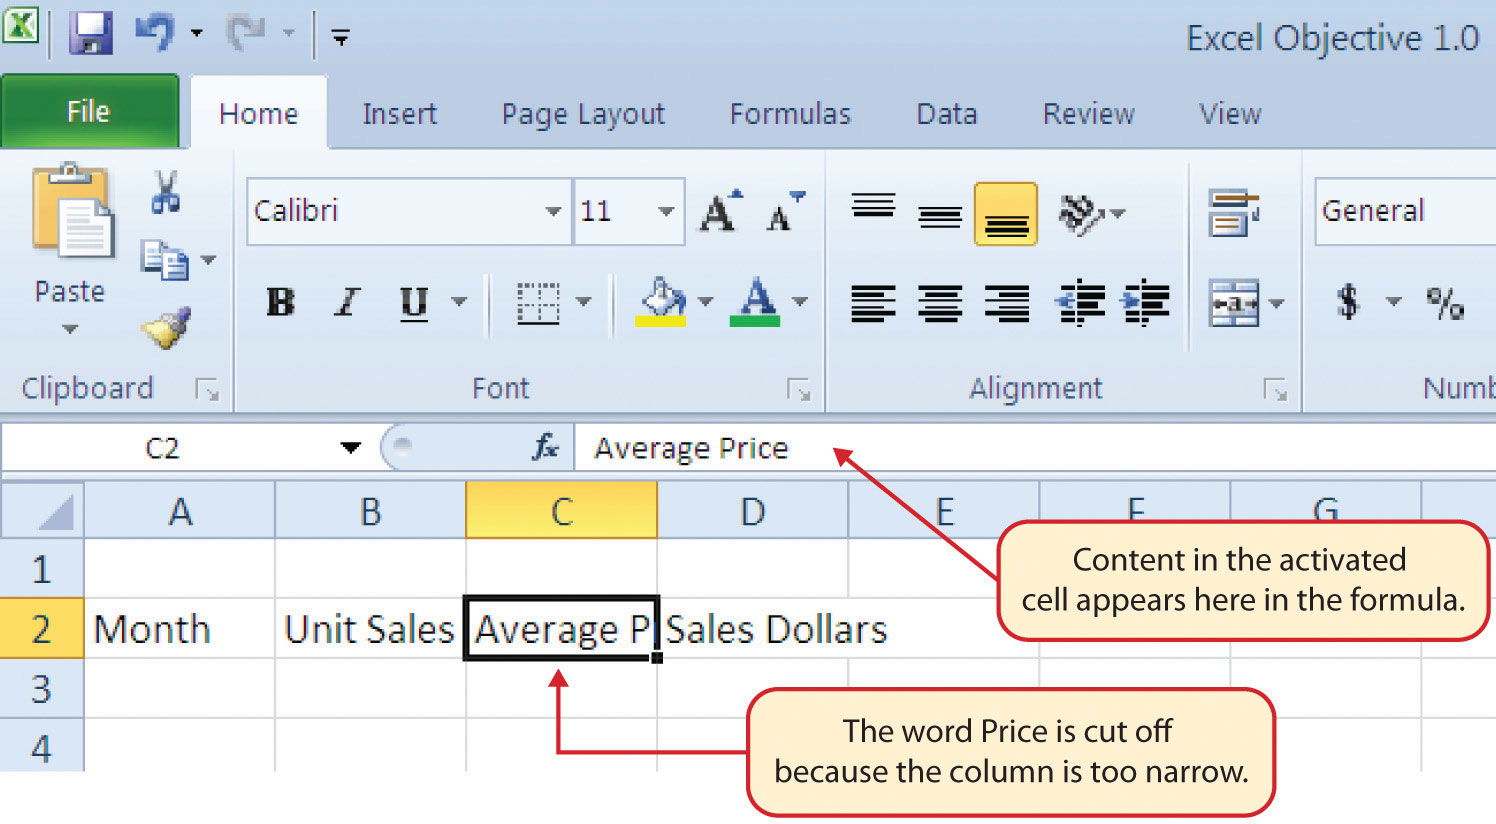 Excel Objective 1.0
File Home Insert Page Layout Formulas Data Review View
Calibri 11 General
Paste
B I U A $ %
Clipboard Font Alignment
C2 fx Average Price
A B C D E F G
1
2 Month Unit Sales Average P Sales Dollars
3
4
Content in the activated
cell appears here in the formula.
The word Price is cut off
because the column is too narrow.